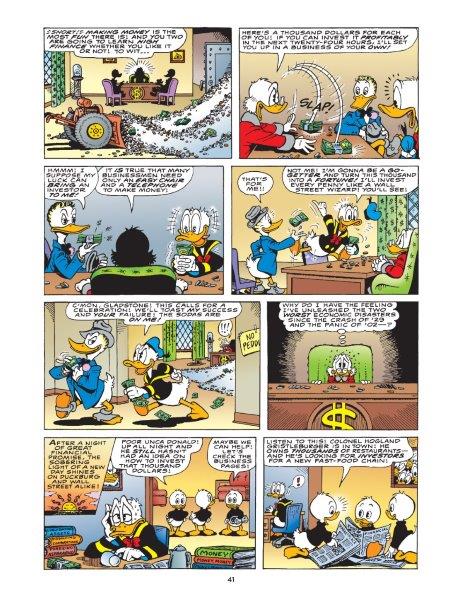 (SNORT!) MAKING MONEY IS THE
MOST FUN THERE IS! AND YOU TWO
ARE GOING TO LEARN HIGH
FINANCE WHETHER YOU LIKE IT
OR NOT! TO WIT...
HERE'S A THOUSAND DOLLARS FOR EACH
OF YOU! IF YOU CAN INVEST IT PROFITABLY
IN THE NEXT TWENTY-FOUR HOURS, I'LL SET
YOU UP IN A BUSINESS OF YOUR OWN!
SLAP!
HMMM! I
SUPPOSE MY
LUCK CAN
BRING AN
INVESTOR
TO ME!
IT IS TRUE THAT MANY
BUSINESSMEN NEED
ONLY AN EASY CHAIR
AND A TELEPHONE
TO MAKE MONEY!
THAT'S
FOR
ME!!
NOT ME! I'M GONNA BE A GO-
GETTER AND TURN THIS THOUSAND
INTO A FORTUNE! I'LL INVEST
EVERY PENNY LIKE A WALL
STREET WIZARD! YOU'LL SEE!
C'MON, GLADSTONE! THIS CALLS FOR A
CELEBRATION! WE'LL TOAST MY SUCCESS
AND YOUR FAILURE! THE SODAS ARE
ON ME!
!!!
NO
PEDD
WHY DO I HAVE THE FEELING
I'VE UNLEASHED THE TWO
WORST ECONOMIC DISASTERS
SINCE THE CRASH OF '29
AND THE PANIC OF '02—?
$
AFTER A NIGHT
OF GREAT
FINANCIAL
PROMISE, THE
SOBERING
LIGHT OF A NEW
DAY SHINES
ON DUCKBURG
AND WALL
STREET ALIKE!
POOR UNCA DONALD!
UP ALL NIGHT AND
HE STILL HASN'T
HAD AN IDEA ON
HOW TO INVEST
THAT THOUSAND
DOLLARS!
MAYBE WE
CAN HELP!
LET'S
CHECK THE
BUSINESS
PAGES!
MONEY
MONEY, MONEY
LISTEN TO THIS! COLONEL HOGLAND
GRISTLEBURGER IS IN TOWN! HE
OWNS THOUSANDS OF RESTAURANTS—
AND HE'S LOOKING FOR INVESTORS
FOR A NEW FAST-FOOD CHAIN!
!
41